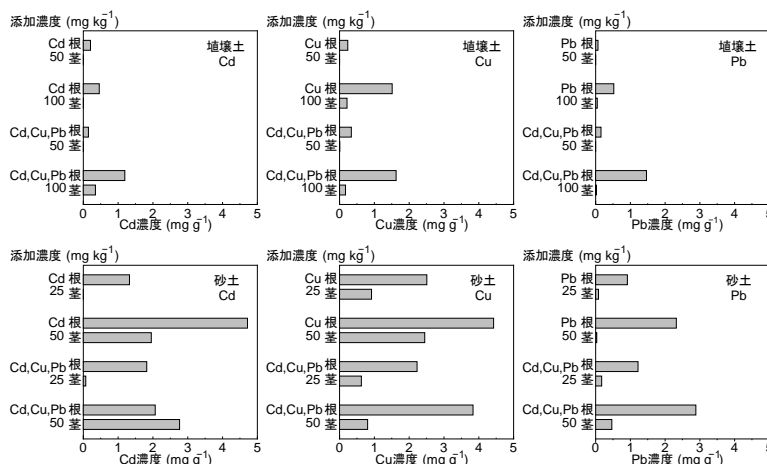 添加濃度 (mg kg⁻¹)
Cd 根
50 茎
Cd 根
100 茎
Cd,Cu,Pb 根
50 茎
Cd,Cu,Pb 根
100 茎
埴壌土
Cd
0 1 2 3 4 5
Cd濃度 (mg g⁻¹)
添加濃度 (mg kg⁻¹)
Cu 根
50 茎
Cu 根
100 茎
Cd,Cu,Pb 根
50 茎
Cd,Cu,Pb 根
100 茎
埴壌土
Cu
0 1 2 3 4 5
Cu濃度 (mg g⁻¹)
添加濃度 (mg kg⁻¹)
Pb 根
50 茎
Pb 根
100 茎
Cd,Cu,Pb 根
50 茎
Cd,Cu,Pb 根
100 茎
埴壌土
Pb
0 1 2 3 4 5
Pb濃度 (mg g⁻¹)
添加濃度 (mg kg⁻¹)
Cd 根
25 茎
Cd 根
50 茎
Cd,Cu,Pb 根
25 茎
Cd,Cu,Pb 根
50 茎
砂土
Cd
0 1 2 3 4 5
Cd濃度 (mg g⁻¹)
添加濃度 (mg kg⁻¹)
Cu 根
25 茎
Cu 根
50 茎
Cd,Cu,Pb 根
25 茎
Cd,Cu,Pb 根
50 茎
砂土
Cu
0 1 2 3 4 5
Cu濃度 (mg g⁻¹)
添加濃度 (mg kg⁻¹)
Pb 根
25 茎
Pb 根
50 茎
Cd,Cu,Pb 根
25 茎
Cd,Cu,Pb 根
50 茎
砂土
Pb
0 1 2 3 4 5
Pb濃度 (mg g⁻¹)